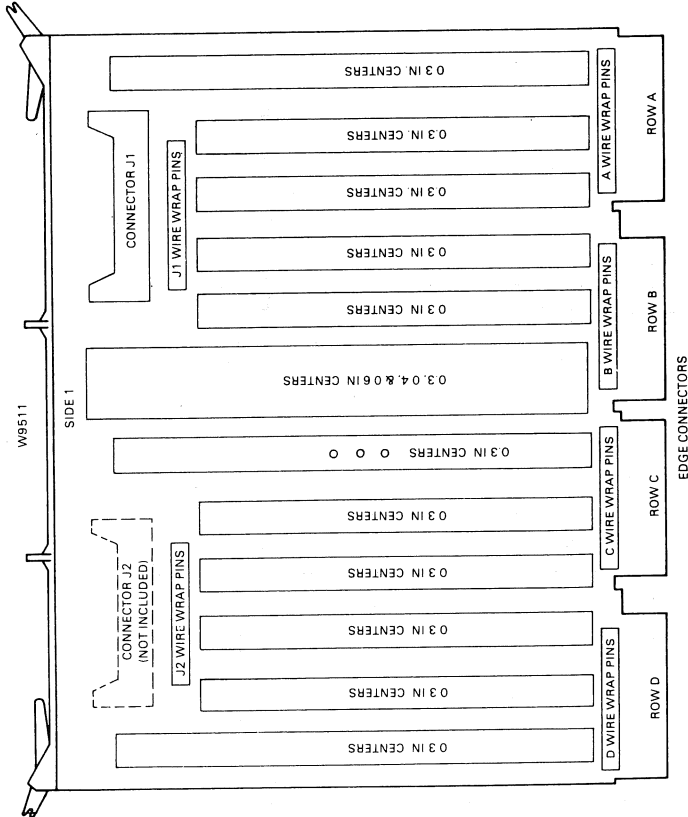 W9511
SIDE 1
CONNECTOR J2
(NOT INCLUDED)
CONNECTOR J1
J2 WIRE WRAP PINS
J1 WIRE WRAP PINS
0.3 IN CENTERS
0.3 IN CENTERS
0.3 IN CENTERS
0.3 IN CENTERS
0.3 IN CENTERS
0.3 IN CENTERS
0.3, 0.4, & 0.6 IN CENTERS
0.3 IN. CENTERS
0.3 IN. CENTERS
0.3 IN. CENTERS
0.3 IN. CENTERS
0.3 IN. CENTERS
D WIRE WRAP PINS
C WIRE WRAP PINS
B WIRE WRAP PINS
A WIRE WRAP PINS
ROW D
ROW C
ROW B
ROW A
EDGE CONNECTORS